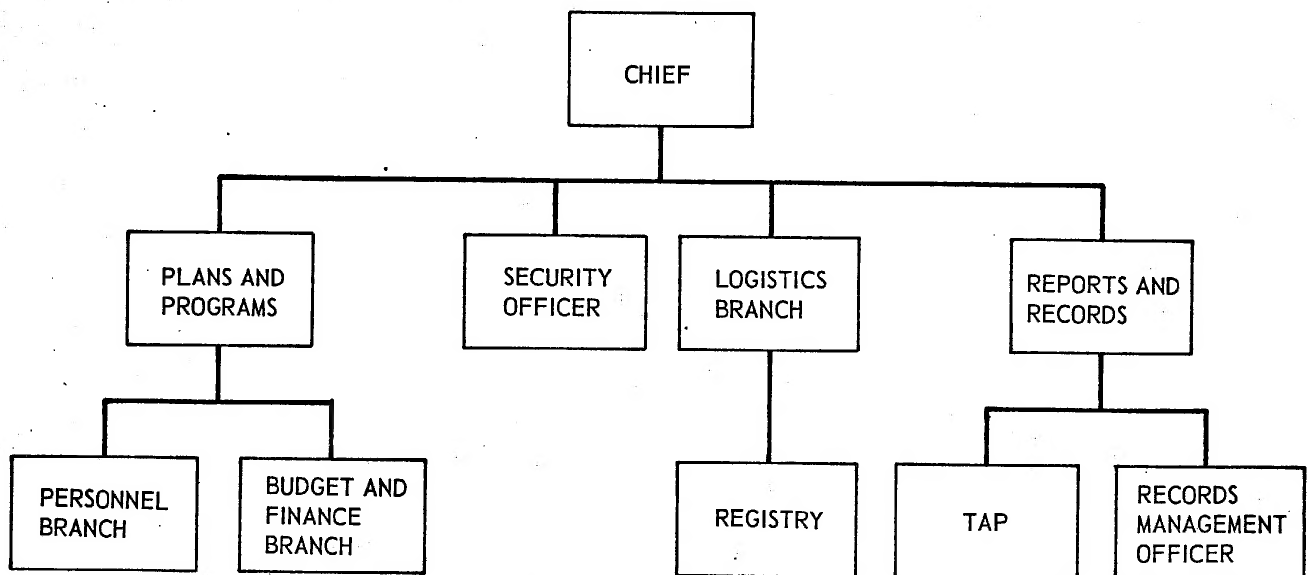 CHIEF
PLANS AND
PROGRAMS
SECURITY
OFFICER
LOGISTICS
BRANCH
REPORTS AND
RECORDS
PERSONNEL
BRANCH
BUDGET AND
FINANCE
BRANCH
REGISTRY
TAP
RECORDS
MANAGEMENT
OFFICER